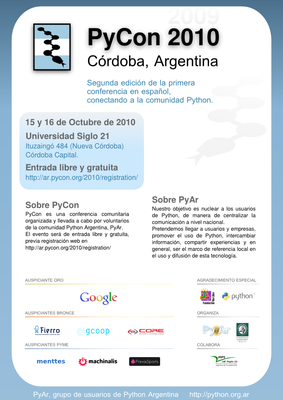 2009
PyCon 2010
Córdoba, Argentina
Segunda edición de la primera
conferencia en español,
conectando a la comunidad Python.
15 y 16 de Octubre de 2010
Universidad Siglo 21
Ituzaingó 484 (Nueva Córdoba)
Córdoba Capital.
Entrada libre y gratuita
http://ar.pycon.org/2010/registration/
Sobre PyCon
PyCon es una conferencia comunitaria
organizada y llevada a cabo por voluntarios
de la comunidad Python Argentina, PyAr.
El evento será de entrada libre y gratuita,
previa registración web en
http://ar.pycon.org/2010/registration/
Sobre PyAr
Nuestro objetivo es nuclear a los usuarios
de Python, de manera de centralizar la
comunicación a nivel nacional.
Pretendemos llegar a usuarios y empresas,
promover el uso de Python, intercambiar
información, compartir experiencias y en
general, ser el marco de referencia local en
el uso y difusión de esta tecnología.
AUSPICIANTE ORO
Google
AUSPICIANTES BRONCE
Fierro
gcoop
CORE
AUSPICIANTES PYME
menttes
machinalis
AGRADECIMIENTO ESPECIAL
python
ORGANIZA
PyAr
COLABORA
PyAr, grupo de usuarios de Python Argentina
http://python.org.ar